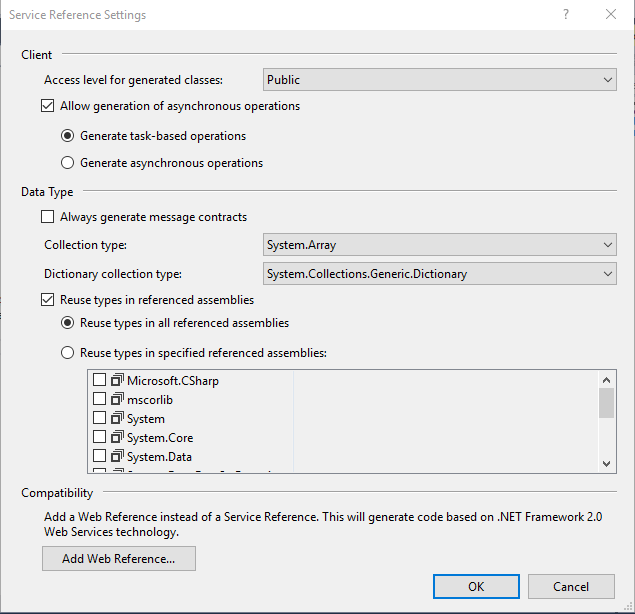 Service Reference Settings
?
Client
Access level for generated classes:
Public
Allow generation of asynchronous operations
Generate task-based operations
Generate asynchronous operations
Data Type
Always generate message contracts
Collection type:
System.Array
Dictionary collection type:
System.Collections.Generic.Dictionary
Reuse types in referenced assemblies
Reuse types in all referenced assemblies
Reuse types in specified referenced assemblies:
Microsoft.CSharp
mscorlib
System
System.Core
System.Data
Compatibility
Add a Web Reference instead of a Service Reference. This will generate code based on .NET Framework 2.0
Web Services technology.
Add Web Reference...
OK
Cancel